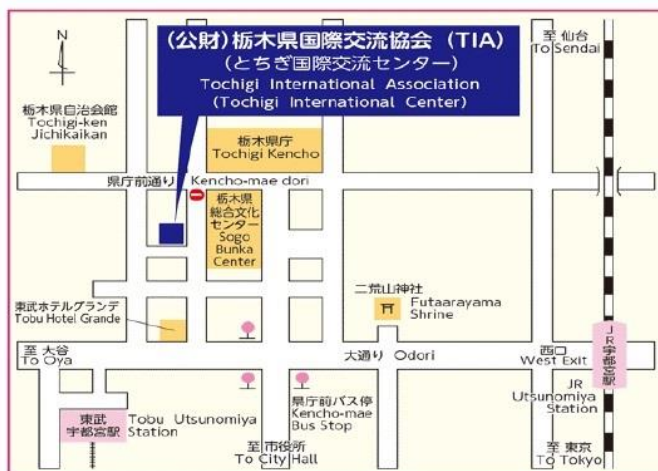 (公財)栃木県国際交流協会 (TIA)
(とちぎ国際交流センター)
Tochigi International Association
(Tochigi International Center)
至 仙台
To Sendai
N
栃木県自治会館
Tochigi-ken
Jichikaikan
栃木県庁
Tochigi Kencho
県庁前通り Kencho-mae dori
栃木県
総合文化
センター
Sogo
Bunka
Center
東武ホテルグランデ
Tobu Hotel Grande
二荒山神社
Futaarayama
Shrine
至 大谷
To Oya
大通り Odori
西口
West Exit
JR宇都宮駅
JR
Utsunomiya
Station
東武
宇都宮駅
Tobu Utsunomiya
Station
県庁前バス停
Kencho-mae
Bus Stop
至 市役所
To City Hall
至 東京
To Tokyo